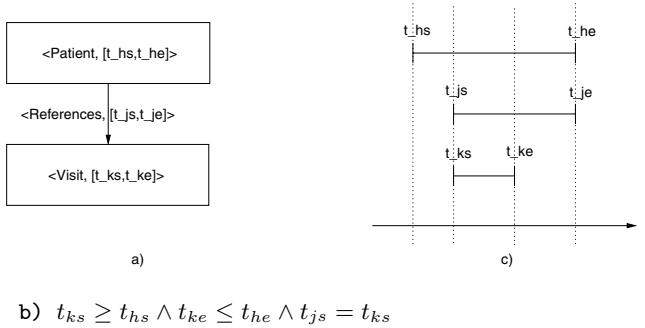 <Patient, [t_hs,t_he]>
<References, [t_js,t_je]>
<Visit, [t_ks,t_ke]>
a)
t_hs
t_he
t_js
t_je
t_ks
t_ke
c)
b) t_{ks} ≥ t_{hs} ∧ t_{ke} ≤ t_{he} ∧ t_{js} = t_{ks}